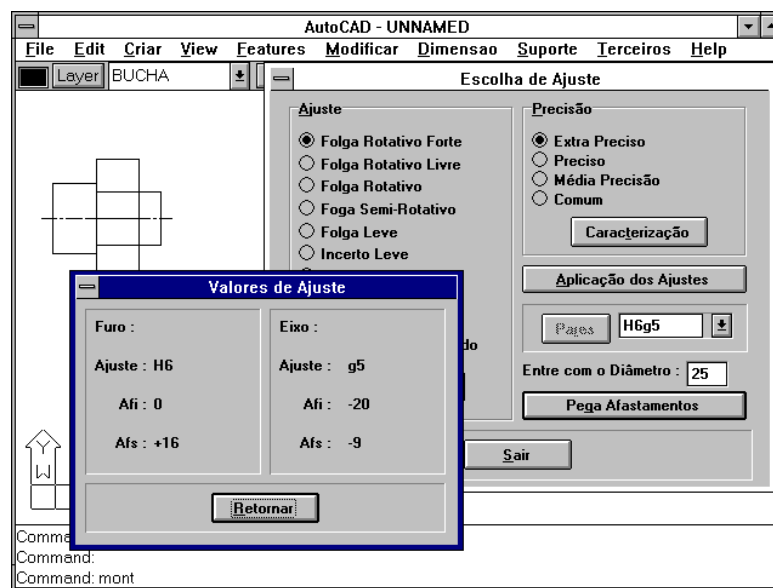 AutoCAD - UNNAMED
File Edit Criar View Features Modificar Dimensao Suporte Terceiros Help
Layer BUCHA
Escolha de Ajuste
Ajuste
Folga Rotativo Forte
Folga Rotativo Livre
Folga Rotativo
Foga Semi-Rotativo
Folga Leve
Incerto Leve
do
Precisão
Extra Preciso
Preciso
Média Precisão
Comum
Caracterização
Aplicação dos Ajustes
Pares H6g5
Entre com o Diâmetro : 25
Pega Afastamentos
Sair
Valores de Ajuste
Furo :
Ajuste : H6
Afi : 0
Afs : +16
Eixo :
Ajuste : g5
Afi : -20
Afs : -9
Retornar
Y
W
Comma
Command:
Command: mont